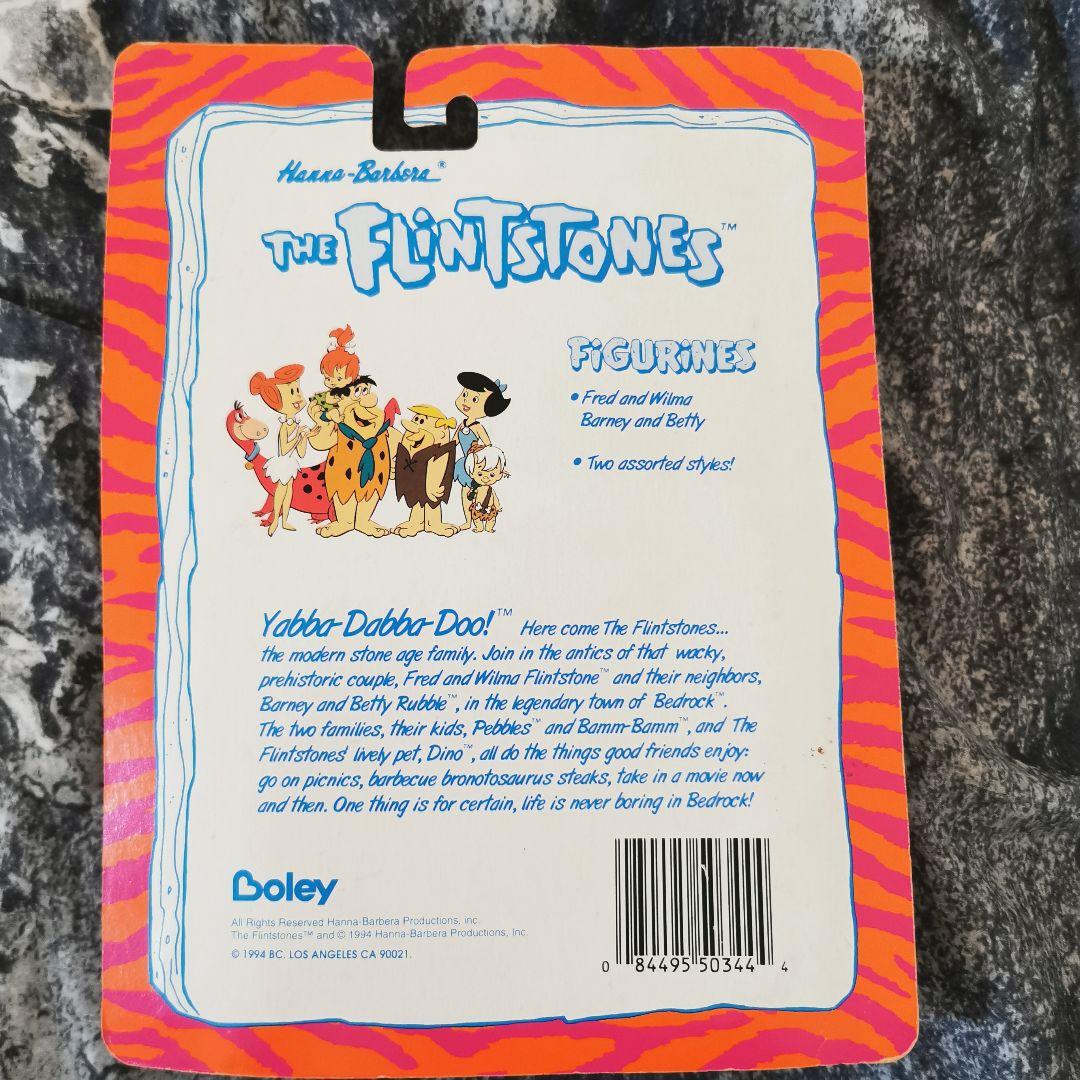 Hanna-Barbera®
THE FLINTSTONES™
FIGURINES
• Fred and Wilma
Barney and Betty
• Two assorted styles!
Yabba-Dabba-Doo!™ Here come The Flintstones...
the modern stone age family. Join in the antics of that wacky,
prehistoric couple, Fred and Wilma Flintstone™ and their neighbors,
Barney and Betty Rubble™, in the legendary town of Bedrock™.
The two families, their kids, Pebbles™ and Bamm-Bamm™, and The
Flintstones' lively pet, Dino™, all do the things good friends enjoy:
go on picnics, barbecue bronotosaurus steaks, take in a movie now
and then. One thing is for certain, life is never boring in Bedrock!
Boley
All Rights Reserved Hanna-Barbera Productions, inc.
The Flintstones™ and © 1994 Hanna-Barbera Productions, Inc.
© 1994 BC. LOS ANGELES CA 90021.
0 84495 50344 4